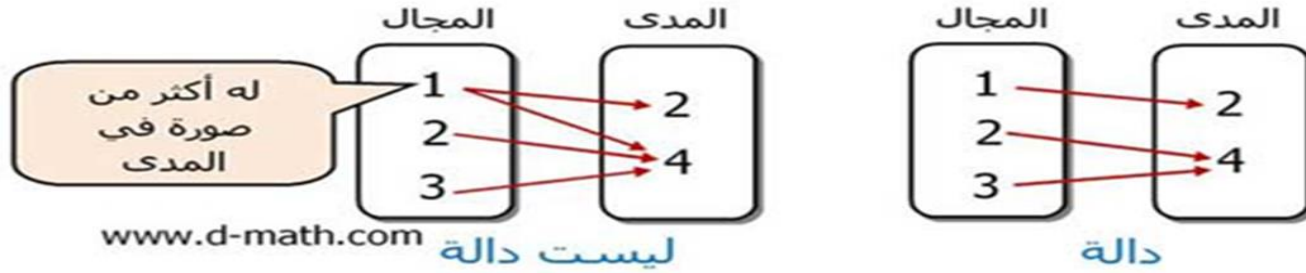 المجال
المدى
المجال
المدى
له أكثر من
صورة في
المدى
1
2
3
2
4
1
2
3
2
4
www.d-math.com
ليست دالة
دالة